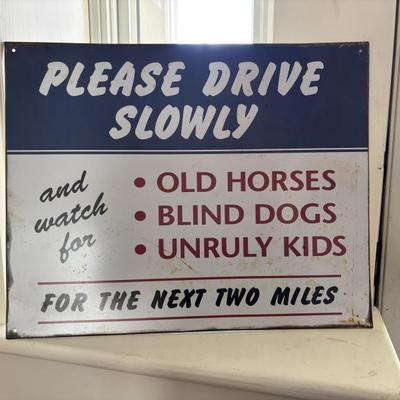 PLEASE DRIVE
SLOWLY
and
watch
for
• OLD HORSES
• BLIND DOGS
• UNRULY KIDS
FOR THE NEXT TWO MILES